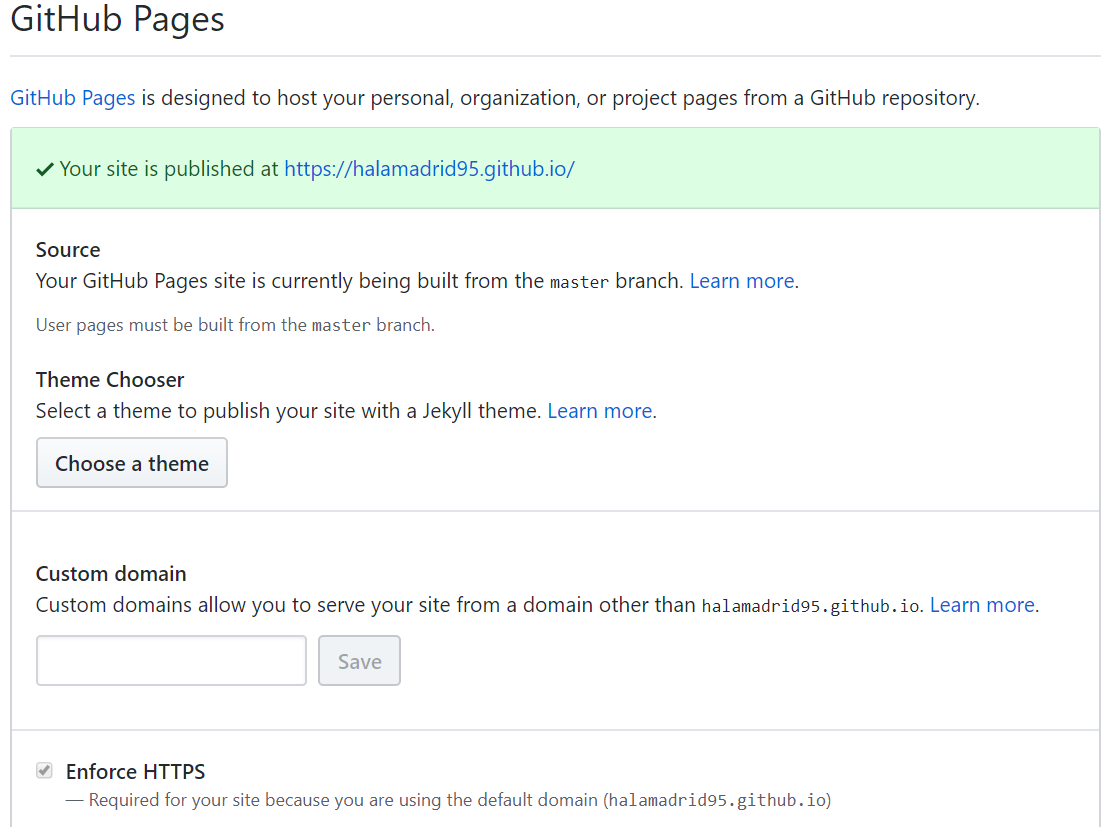 GitHub Pages
GitHub Pages is designed to host your personal, organization, or project pages from a GitHub repository.
Your site is published at https://halamadrid95.github.io/
Source
Your GitHub Pages site is currently being built from the master branch. Learn more.
User pages must be built from the master branch.
Theme Chooser
Select a theme to publish your site with a Jekyll theme. Learn more.
Choose a theme
Custom domain
Custom domains allow you to serve your site from a domain other than halamadrid95.github.io. Learn more.
Save
Enforce HTTPS
— Required for your site because you are using the default domain (halamadrid95.github.io)